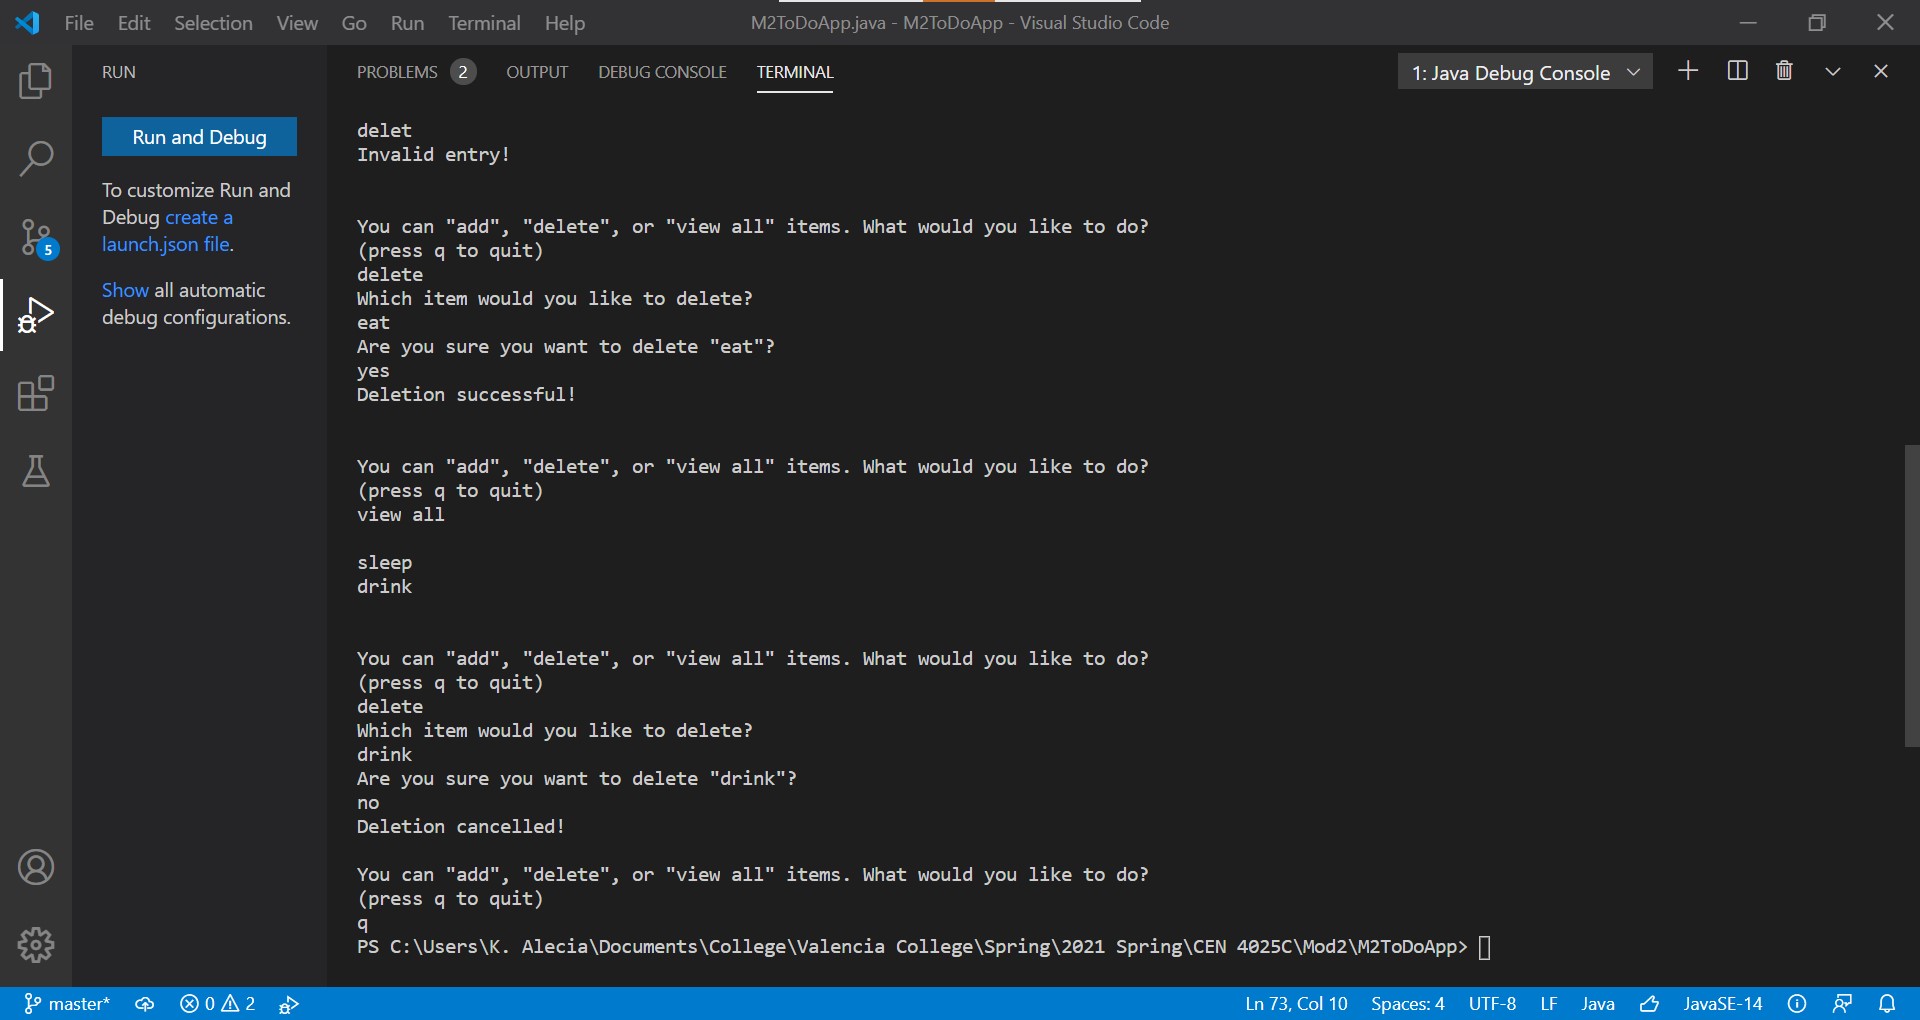 File Edit Selection View Go Run Terminal Help
M2ToDoApp.java - M2ToDoApp - Visual Studio Code
RUN
Run and Debug
To customize Run and
Debug create a
launch.json file.
Show all automatic
debug configurations.
5
PROBLEMS 2 OUTPUT DEBUG CONSOLE TERMINAL
1: Java Debug Console
delet
Invalid entry!
You can "add", "delete", or "view all" items. What would you like to do?
(press q to quit)
delete
Which item would you like to delete?
eat
Are you sure you want to delete "eat"?
yes
Deletion successful!
You can "add", "delete", or "view all" items. What would you like to do?
(press q to quit)
view all
sleep
drink
You can "add", "delete", or "view all" items. What would you like to do?
(press q to quit)
delete
Which item would you like to delete?
drink
Are you sure you want to delete "drink"?
no
Deletion cancelled!
You can "add", "delete", or "view all" items. What would you like to do?
(press q to quit)
q
PS C:\Users\K. Alecia\Documents\College\Valencia College\Spring\2021 Spring\CEN 4025C\Mod2\M2ToDoApp>
master* 0 2 Ln 73, Col 10 Spaces: 4 UTF-8 LF Java JavaSE-14